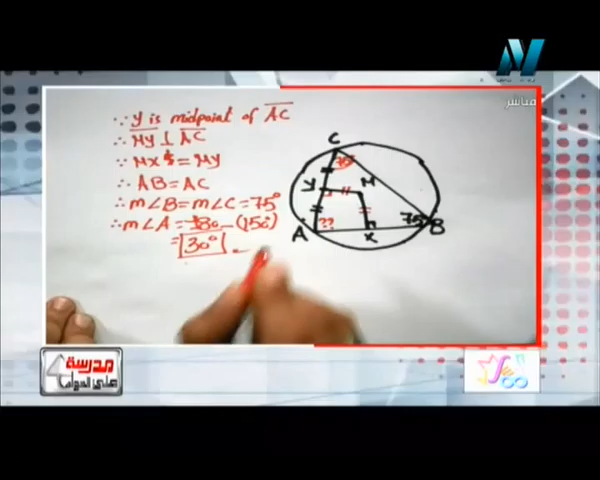 N
مباشر
∵ y is midpoint of AC
∴ My ⊥ AC
∵ MX = My
∴ AB = AC
∴ m∠B = m∠C = 75°
∴ m∠A = 180 - (150)
= 30°
C
75°
y
M
??
75°
A
X
B
مدرسة
على الهواء